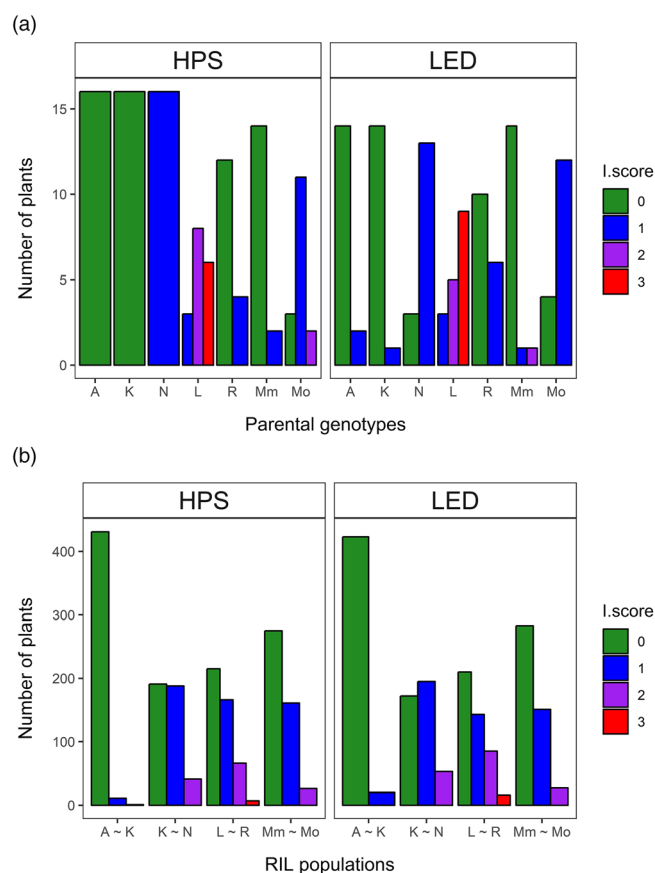 (a)
HPS LED
Number of plants
15
10
5
0
A K N L R Mm Mo A K N L R Mm Mo
Parental genotypes
I.score
0
1
2
3
(b)
HPS LED
Number of plants
400
300
200
100
0
A ~ K K ~ N L ~ R Mm ~ Mo A ~ K K ~ N L ~ R Mm ~ Mo
RIL populations
I.score
0
1
2
3